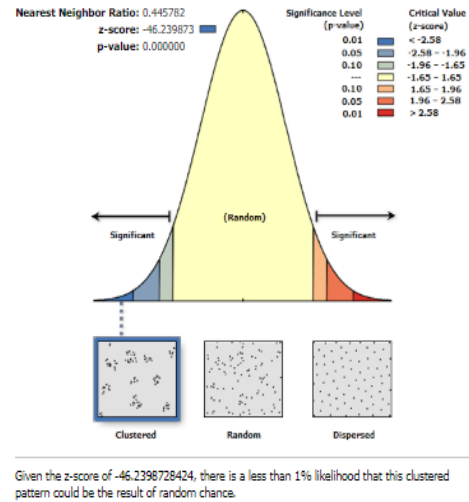 Nearest Neighbor Ratio: 0.445782
z-score: -46.239873
p-value: 0.000000
Significance Level
(p-value)
Critical Value
(z-score)
0.01 < -2.58
0.05 -2.58 - -1.96
0.10 -1.96 - -1.65
--- -1.65 - 1.65
0.10 1.65 - 1.96
0.05 1.96 - 2.58
0.01 > 2.58
(Random)
Significant
Significant
Clustered
Random
Dispersed
Given the z-score of -46.2398728424, there is a less than 1% likelihood that this clustered
pattern could be the result of random chance.